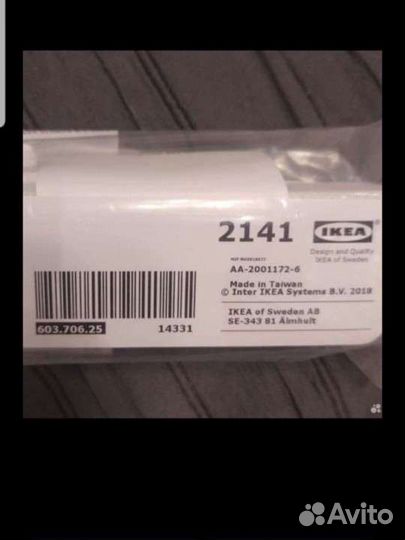 2141
IKEA
Design and Quality
IKEA of Sweden
AA-2001172-6
Made in Taiwan
© Inter IKEA Systems B.V. 2018
603.706.25
14331
IKEA of Sweden AB
SE-343 81 Älmhult
Avito